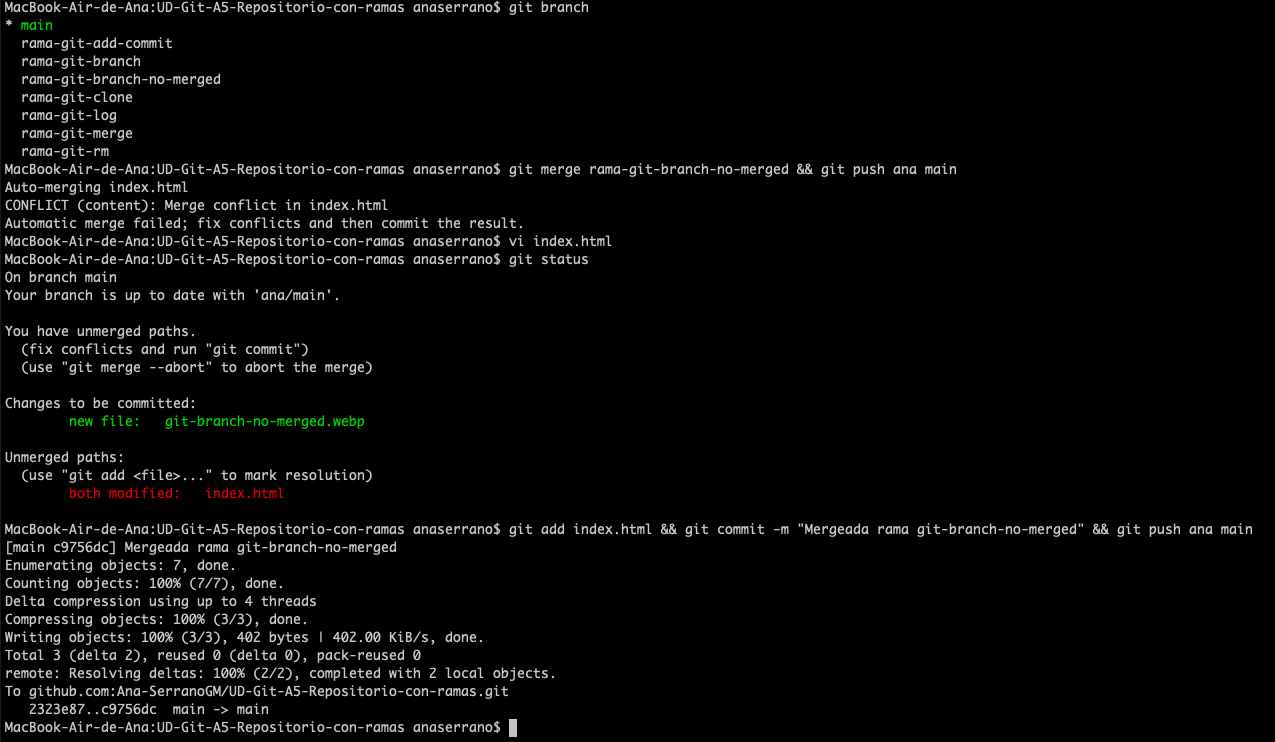 MacBook-Air-de-Ana:UD-Git-A5-Repositorio-con-ramas anaserrano$ git branch
* main
  rama-git-add-commit
  rama-git-branch
  rama-git-branch-no-merged
  rama-git-clone
  rama-git-log
  rama-git-merge
  rama-git-rm
MacBook-Air-de-Ana:UD-Git-A5-Repositorio-con-ramas anaserrano$ git merge rama-git-branch-no-merged && git push ana main
Auto-merging index.html
CONFLICT (content): Merge conflict in index.html
Automatic merge failed; fix conflicts and then commit the result.
MacBook-Air-de-Ana:UD-Git-A5-Repositorio-con-ramas anaserrano$ vi index.html
MacBook-Air-de-Ana:UD-Git-A5-Repositorio-con-ramas anaserrano$ git status
On branch main
Your branch is up to date with 'ana/main'.

You have unmerged paths.
  (fix conflicts and run "git commit")
  (use "git merge --abort" to abort the merge)

Changes to be committed:
        new file:   git-branch-no-merged.webp

Unmerged paths:
  (use "git add <file>..." to mark resolution)
        both modified:   index.html

MacBook-Air-de-Ana:UD-Git-A5-Repositorio-con-ramas anaserrano$ git add index.html && git commit -m "Mergeada rama git-branch-no-merged" && git push ana main
[main c9756dc] Mergeada rama git-branch-no-merged
Enumerating objects: 7, done.
Counting objects: 100% (7/7), done.
Delta compression using up to 4 threads
Compressing objects: 100% (3/3), done.
Writing objects: 100% (3/3), 402 bytes | 402.00 KiB/s, done.
Total 3 (delta 2), reused 0 (delta 0), pack-reused 0
remote: Resolving deltas: 100% (2/2), completed with 2 local objects.
To github.com:Ana-SerranoGM/UD-Git-A5-Repositorio-con-ramas.git
   2323e87..c9756dc  main -> main
MacBook-Air-de-Ana:UD-Git-A5-Repositorio-con-ramas anaserrano$